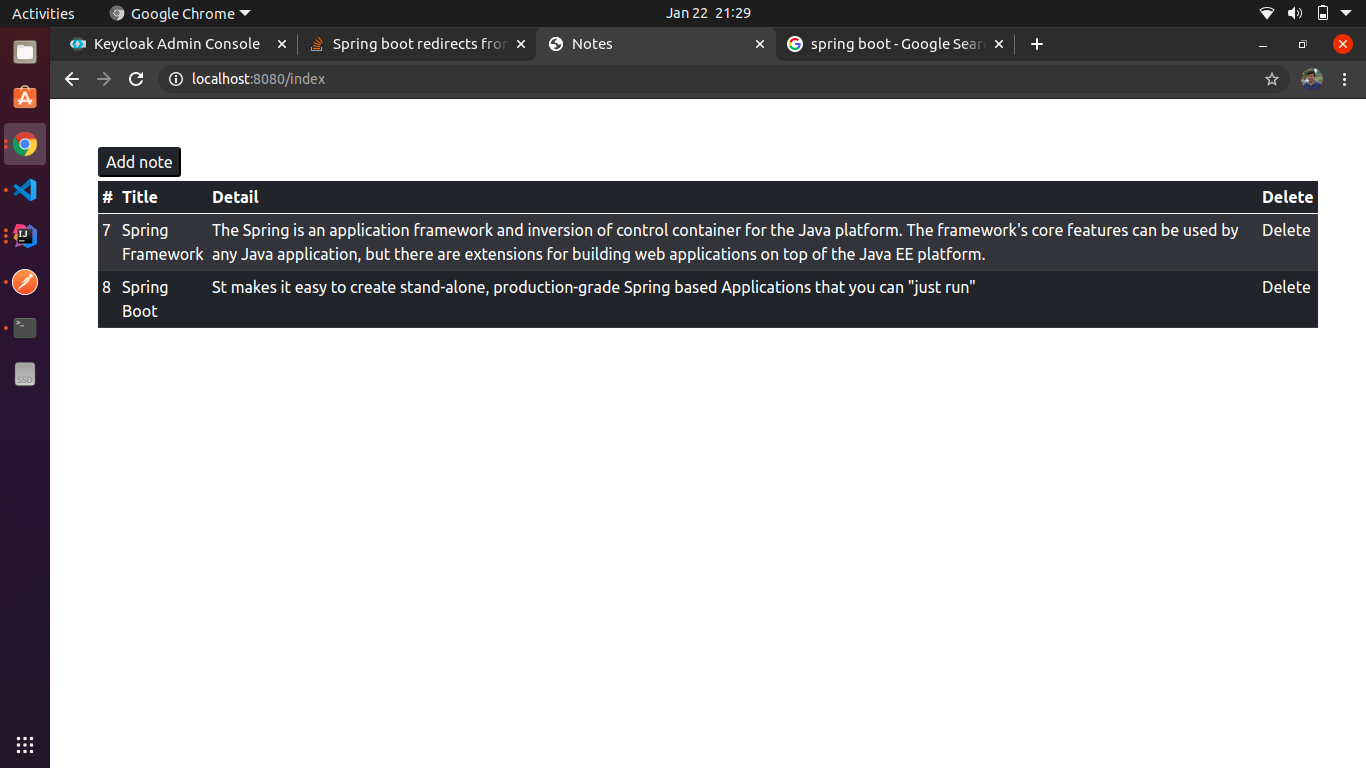 Activities Google Chrome Jan 22 21:29
Keycloak Admin Console Spring boot redirects from Notes spring boot - Google Sear
localhost:8080/index
Add note
# Title Detail Delete
7 Spring The Spring is an application framework and inversion of control container for the Java platform. The framework's core features can be used by Delete
Framework any Java application, but there are extensions for building web applications on top of the Java EE platform.
8 Spring St makes it easy to create stand-alone, production-grade Spring based Applications that you can "just run" Delete
Boot
IJ
SSD